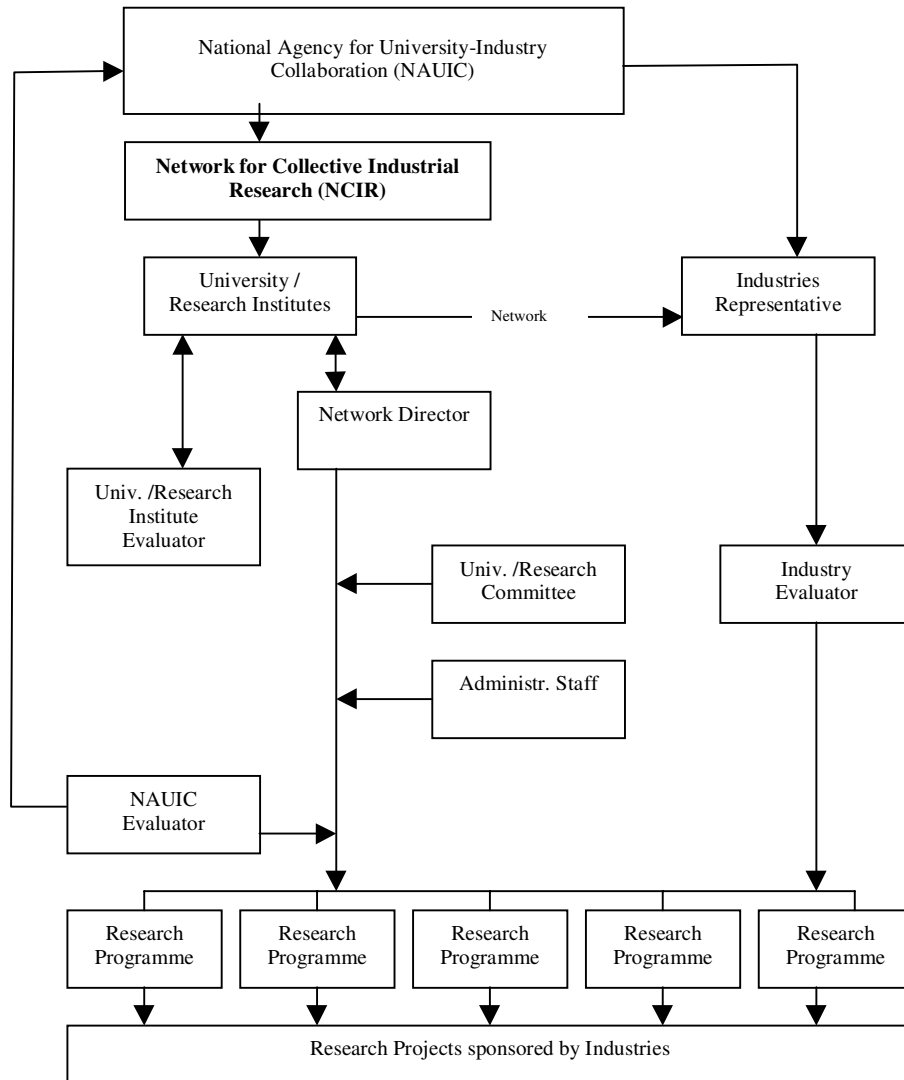 National Agency for University-Industry
Collaboration (NAUIC)
Network for Collective Industrial
Research (NCIR)
University /
Research Institutes
Network
Industries
Representative
Network Director
Univ. /Research
Institute
Evaluator
Univ. /Research
Committee
Industry
Evaluator
Administr. Staff
NAUIC
Evaluator
Research
Programme
Research
Programme
Research
Programme
Research
Programme
Research
Programme
Research Projects sponsored by Industries